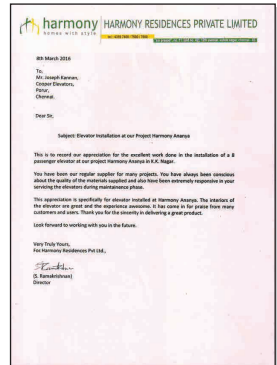 harmony
homes with style
HARMONY RESIDENCES PRIVATE LIMITED
8th March 2016
To,
Mr. Joseph Kannan,
Cooper Elevators,
Porur,
Chennai.
Dear Sir,
Subject: Elevator Installation at our Project Harmony Ananya
This is to record our appreciation for the excellent work done in the installation of a 8
passenger elevator at our project Harmony Ananya in K.K. Nagar.
You have been our regular supplier for many projects. You have always been conscious
about the quality of the materials supplied and also have been extremely responsive in your
servicing the elevators during maintainence phase.
This appreciation is specifically for elevator installed at Harmony Ananya. The interiors of
the elevator are great and the experience awesome. It has come in for praise from many
customers and users. Thank you for the sincerity in delivering a great product.
Look forward to working with you in the future.
Very Truly Yours,
For Harmony Residences Pvt Ltd.,
(S. Ramakrishnan)
Director